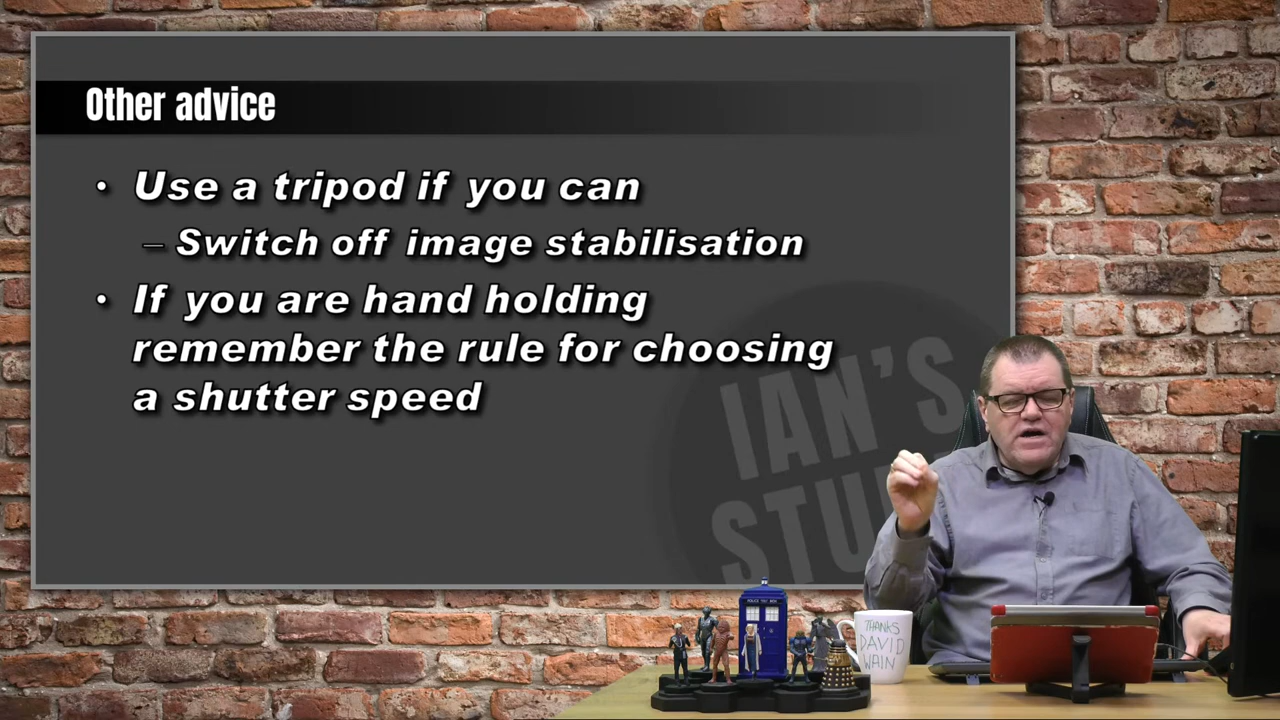 Other advice
• Use a tripod if you can
– Switch off image stabilisation
• If you are hand holding
remember the rule for choosing
a shutter speed
IAN'S
THANKS
DAVID
WAIN